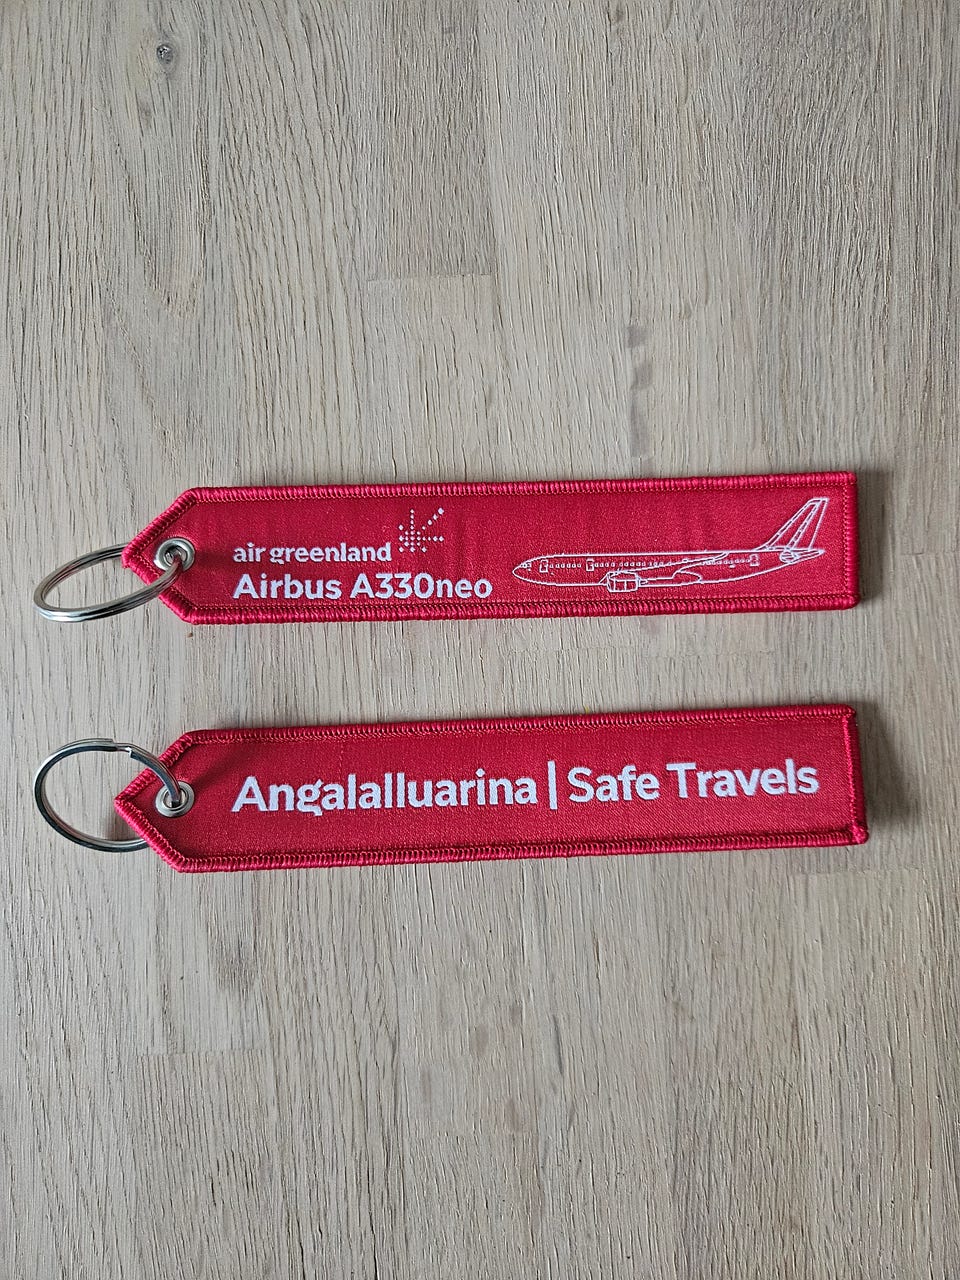 air greenland
Airbus A330neo
Angalalluarina | Safe Travels